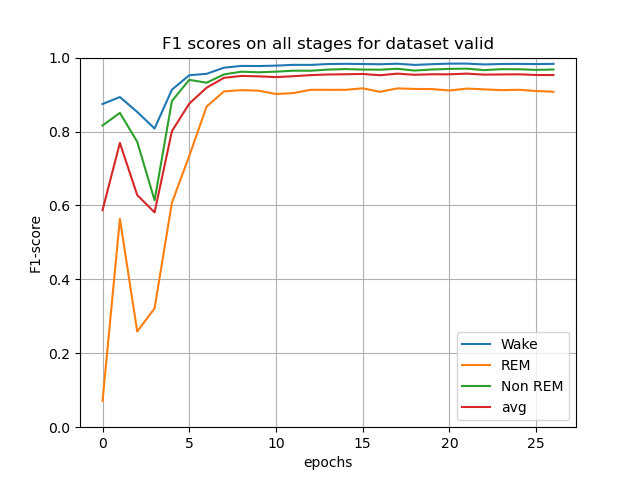 F1 scores on all stages for dataset valid
1.0
0.8
0.6
0.4
0.2
0.0
F1-score
Wake
REM
Non REM
avg
0 5 10 15 20 25
epochs